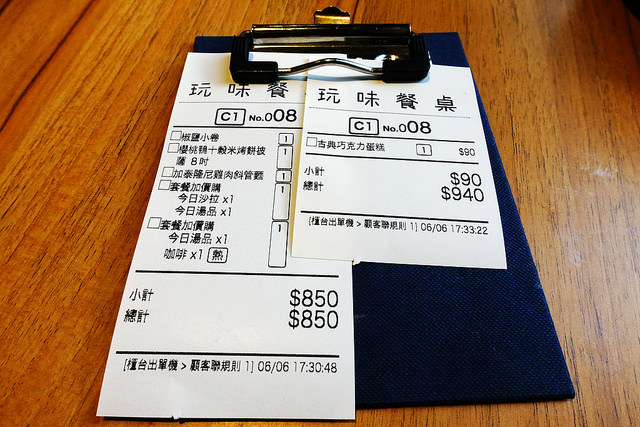 玩味餐
C1 No.008
椒鹽小卷 1
櫻桃鴨十穀米烤餅披 1
薩 8吋
加泰隆尼雞肉斜管麵 1
套餐加價購 1
今日沙拉 x1
今日湯品 x1
套餐加價購 1
今日湯品 x1
咖啡 x1 熱
小計 $850
總計 $850
[櫃台出單機 > 顧客聯規則 1] 06/06 17:30:48
玩味餐桌
C1 No.008
古典巧克力蛋糕 1 $90
小計 $90
總計 $940
[櫃台出單機 > 顧客聯規則 1] 06/06 17:33:22